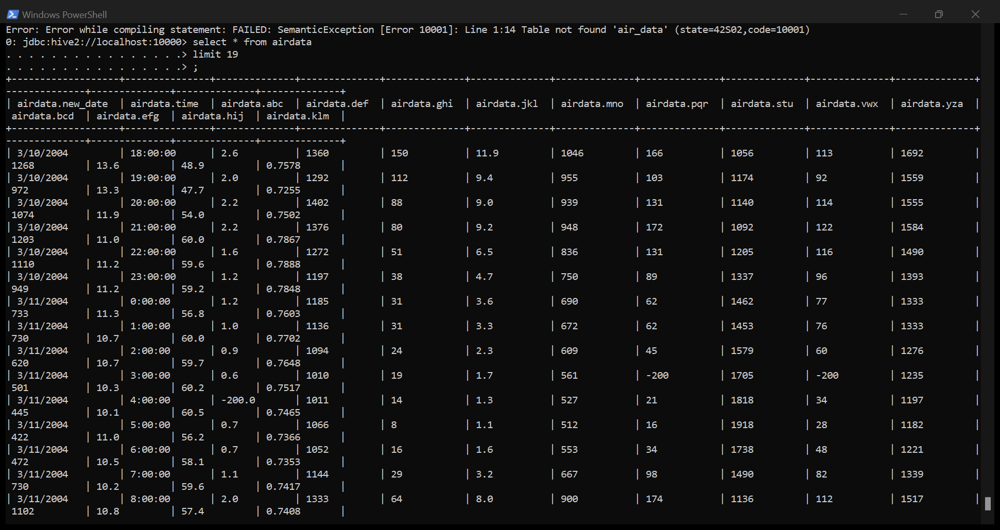 Windows PowerShell
Error: Error while compiling statement: FAILED: SemanticException [Error 10001]: Line 1:14 Table not found 'air_data' (state=42S02,code=10001)
0: jdbc:hive2://localhost:10000> select * from airdata
. . . . . . . . . . . . . . . .> limit 19
. . . . . . . . . . . . . . . .> ;
+-------------------+---------------+--------------+--------------+--------------+--------------+--------------+--------------+--------------+--------------+--------------+
--------------+--------------+--------------+--------------+
| airdata.new_date  | airdata.time  | airdata.abc  | airdata.def  | airdata.ghi  | airdata.jkl  | airdata.mno  | airdata.pqr  | airdata.stu  | airdata.vwx  | airdata.yza  |
 airdata.bcd  | airdata.efg  | airdata.hij  | airdata.klm  |
+-------------------+---------------+--------------+--------------+--------------+--------------+--------------+--------------+--------------+--------------+--------------+
--------------+--------------+--------------+--------------+
| 3/10/2004         | 18:00:00      | 2.6          | 1360         | 150          | 11.9         | 1046         | 166          | 1056         | 113          | 1692         |
 1268         | 13.6         | 48.9         | 0.7578       |
| 3/10/2004         | 19:00:00      | 2.0          | 1292         | 112          | 9.4          | 955          | 103          | 1174         | 92           | 1559         |
 972          | 13.3         | 47.7         | 0.7255       |
| 3/10/2004         | 20:00:00      | 2.2          | 1402         | 88           | 9.0          | 939          | 131          | 1140         | 114          | 1555         |
 1074         | 11.9         | 54.0         | 0.7502       |
| 3/10/2004         | 21:00:00      | 2.2          | 1376         | 80           | 9.2          | 948          | 172          | 1092         | 122          | 1584         |
 1203         | 11.0         | 60.0         | 0.7867       |
| 3/10/2004         | 22:00:00      | 1.6          | 1272         | 51           | 6.5          | 836          | 131          | 1205         | 116          | 1490         |
 1110         | 11.2         | 59.6         | 0.7888       |
| 3/10/2004         | 23:00:00      | 1.2          | 1197         | 38           | 4.7          | 750          | 89           | 1337         | 96           | 1393         |
 949          | 11.2         | 59.2         | 0.7848       |
| 3/11/2004         | 0:00:00       | 1.2          | 1185         | 31           | 3.6          | 690          | 62           | 1462         | 77           | 1333         |
 733          | 11.3         | 56.8         | 0.7603       |
| 3/11/2004         | 1:00:00       | 1.0          | 1136         | 31           | 3.3          | 672          | 62           | 1453         | 76           | 1333         |
 730          | 10.7         | 60.0         | 0.7702       |
| 3/11/2004         | 2:00:00       | 0.9          | 1094         | 24           | 2.3          | 609          | 45           | 1579         | 60           | 1276         |
 620          | 10.7         | 59.7         | 0.7648       |
| 3/11/2004         | 3:00:00       | 0.6          | 1010         | 19           | 1.7          | 561          | -200         | 1705         | -200         | 1235         |
 501          | 10.3         | 60.2         | 0.7517       |
| 3/11/2004         | 4:00:00       | -200.0       | 1011         | 14           | 1.3          | 527          | 21           | 1818         | 34           | 1197         |
 445          | 10.1         | 60.5         | 0.7465       |
| 3/11/2004         | 5:00:00       | 0.7          | 1066         | 8            | 1.1          | 512          | 16           | 1918         | 28           | 1182         |
 422          | 11.0         | 56.2         | 0.7366       |
| 3/11/2004         | 6:00:00       | 0.7          | 1052         | 16           | 1.6          | 553          | 34           | 1738         | 48           | 1221         |
 472          | 10.5         | 58.1         | 0.7353       |
| 3/11/2004         | 7:00:00       | 1.1          | 1144         | 29           | 3.2          | 667          | 98           | 1490         | 82           | 1339         |
 730          | 10.2         | 59.6         | 0.7417       |
| 3/11/2004         | 8:00:00       | 2.0          | 1333         | 64           | 8.0          | 900          | 174          | 1136         | 112          | 1517         |
 1102         | 10.8         | 57.4         | 0.7408       |